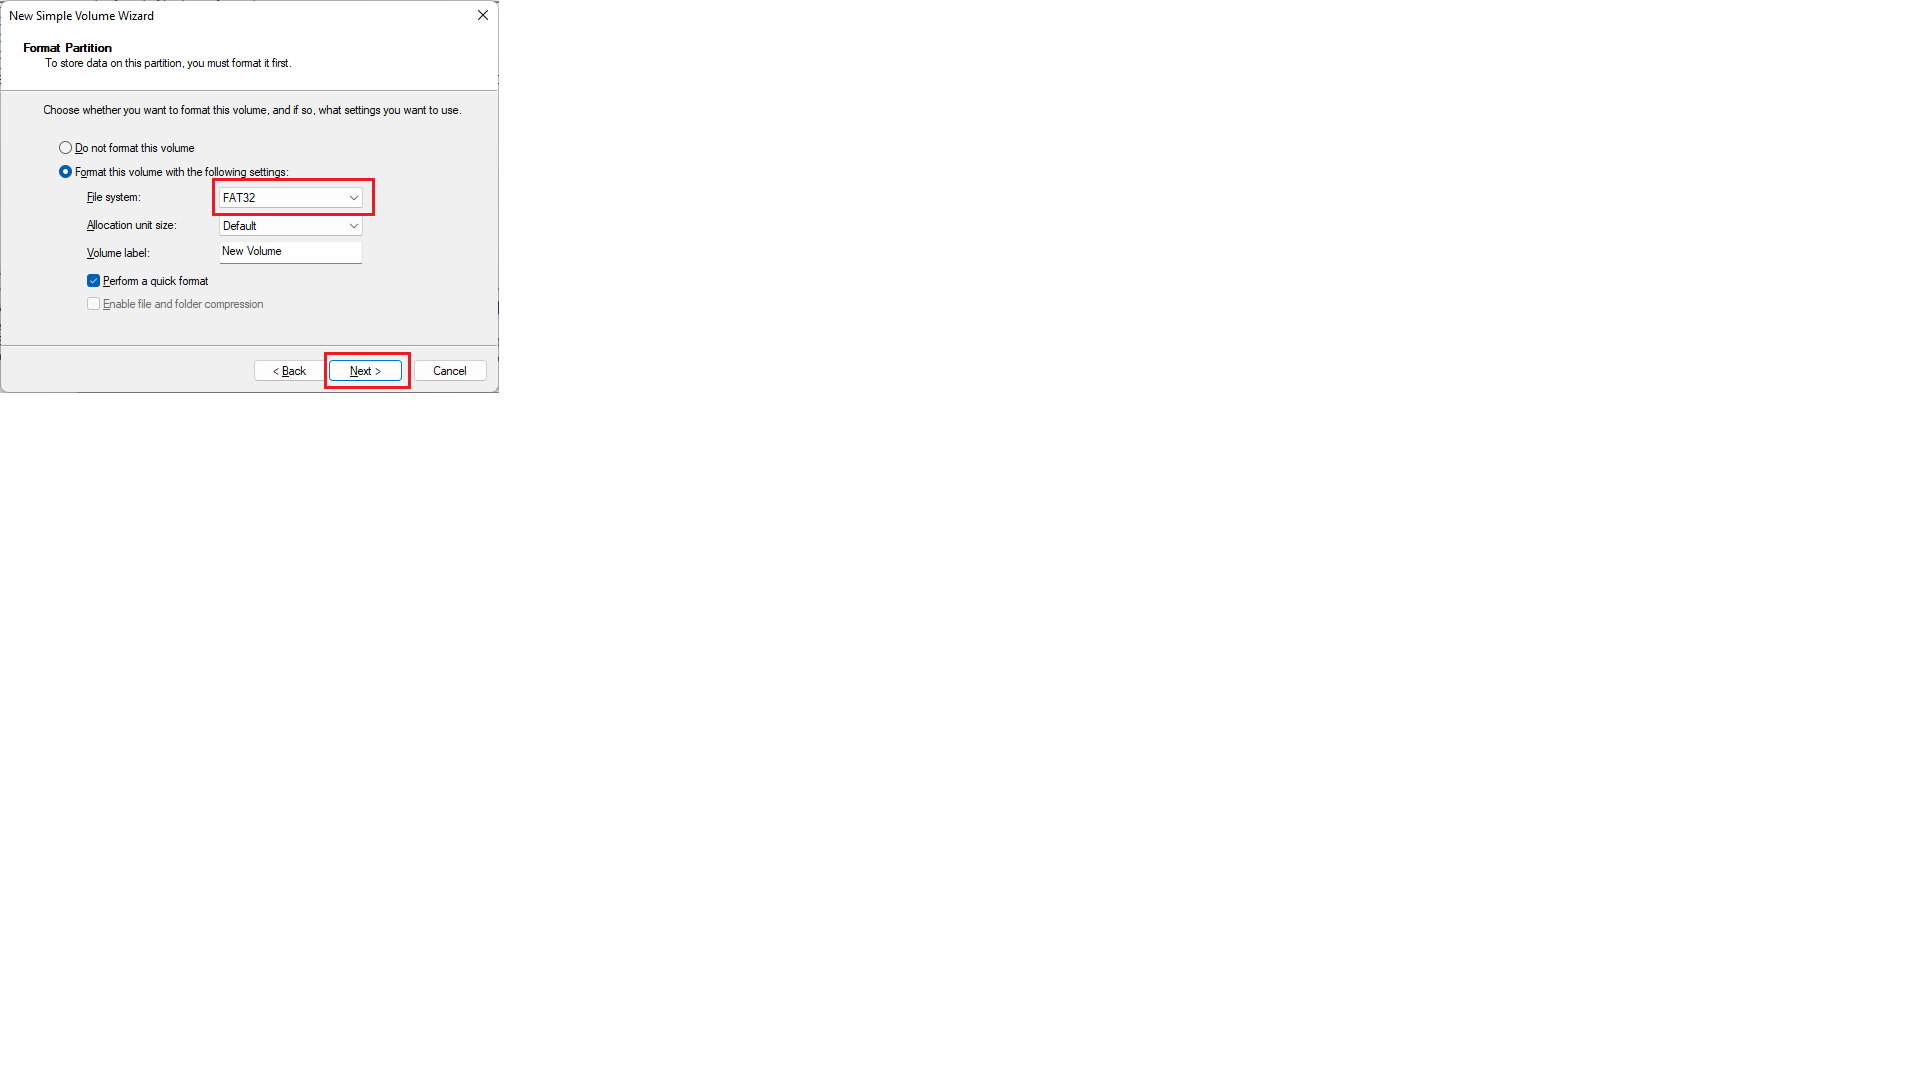 New Simple Volume Wizard
Format Partition
To store data on this partition, you must format it first.
Choose whether you want to format this volume, and if so, what settings you want to use.
Do not format this volume
Format this volume with the following settings:
File system: FAT32
Allocation unit size: Default
Volume label: New Volume
Perform a quick format
Enable file and folder compression
< Back Next > Cancel